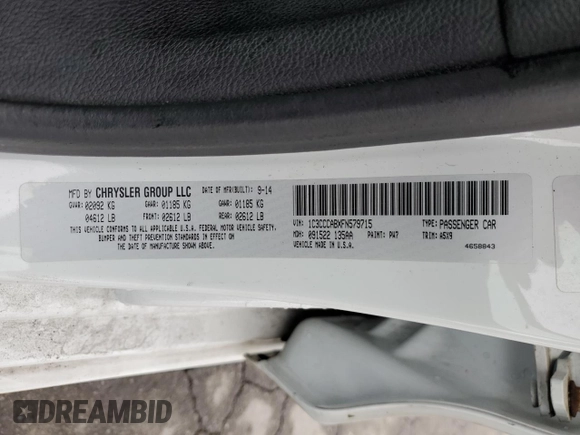 MFD BY CHRYSLER GROUP LLC DATE OF MFR(BUILT): 9-14
GVWR: 02092 KG GAWR: 01185 KG GAWR: 01185 KG
04612 LB FRONT: 02612 LB REAR: 02612 LB
THIS VEHICLE CONFORMS TO ALL APPLICABLE U.S.A. FEDERAL MOTOR VEHICLE SAFETY,
BUMPER AND THEFT PREVENTION STANDARDS IN EFFECT ON
THE DATE OF MANUFACTURE SHOWN ABOVE.
VIN: 1C3CCCABXFN579715 TYPE: PASSENGER CAR
MDH: 091522 135AA PAINT: PW7 TRIM: A5X9
VEHICLE MADE IN U.S.A. 4658843
DREAMBID